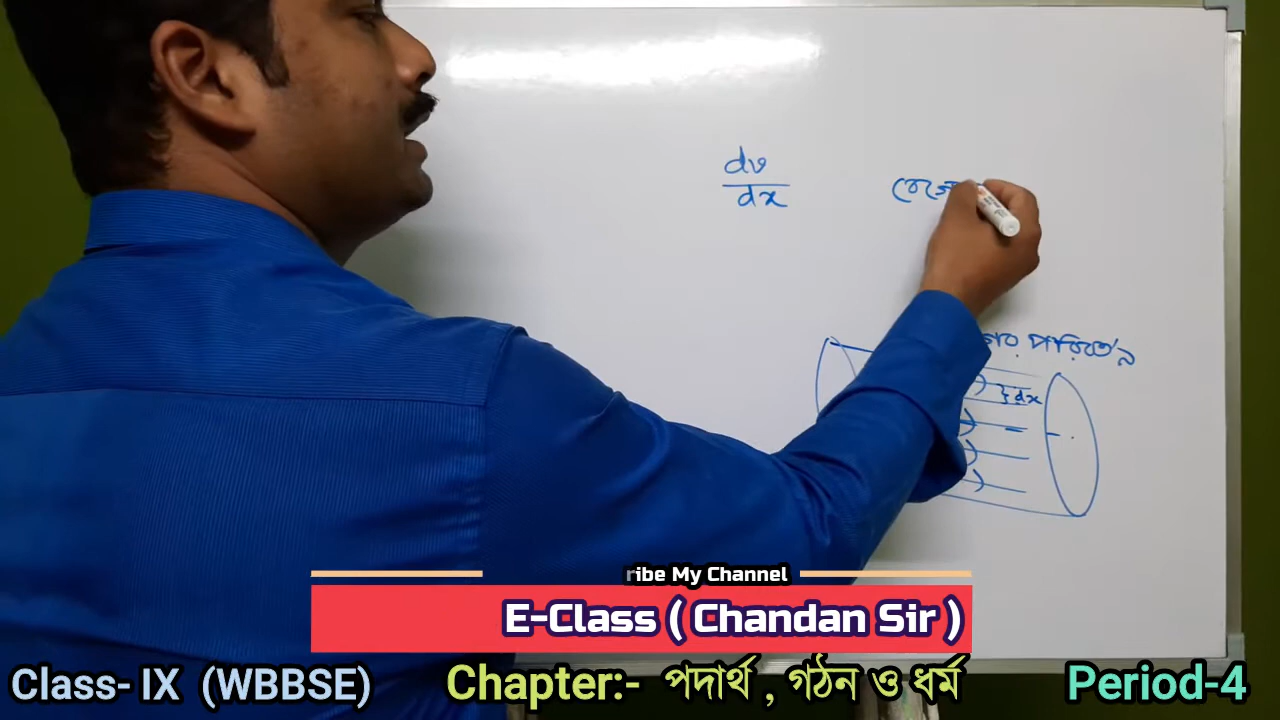 dv
dx
পরিবর্তন
dx
ribe My Channel
E-Class ( Chandan Sir )
Class- IX (WBBSE) Chapter:- পদার্থ , গঠন ও ধর্ম Period-4